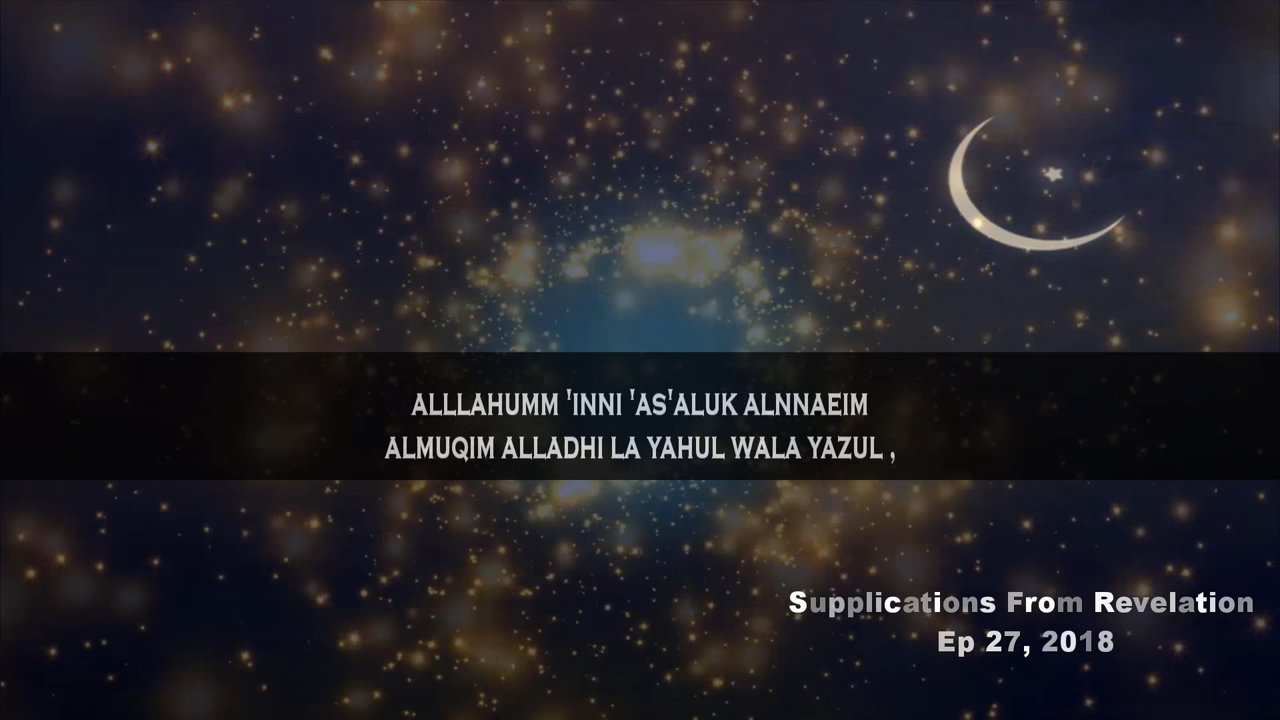 ALLLAHUMM 'INNI 'AS'ALUK ALNNAEIM
ALMUQIM ALLADHI LA YAHUL WALA YAZUL ,
Supplications From Revelation
Ep 27, 2018